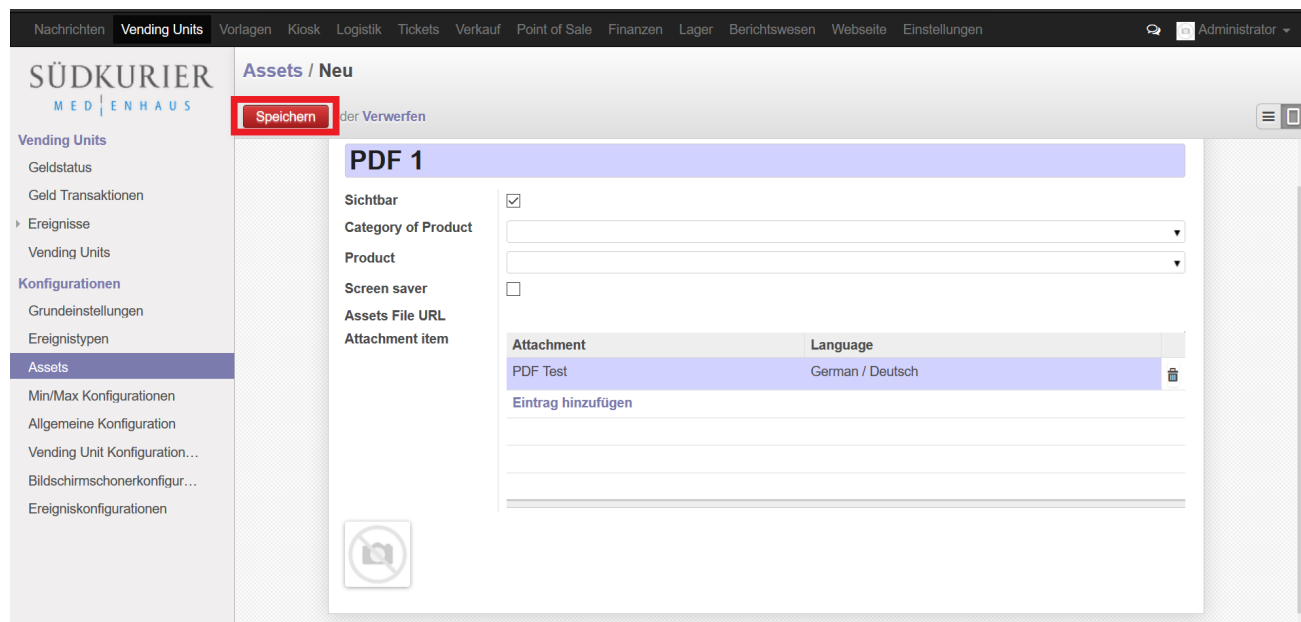 Nachrichten Vending Units Vorlagen Kiosk Logistik Tickets Verkauf Point of Sale Finanzen Lager Berichtswesen Webseite Einstellungen Administrator
SÜDKURIER
MEDIENHAUS
Vending Units
Geldstatus
Geld Transaktionen
Ereignisse
Vending Units
Konfigurationen
Grundeinstellungen
Ereignistypen
Assets
Min/Max Konfigurationen
Allgemeine Konfiguration
Vending Unit Konfiguration…
Bildschirmschonerkonfigur…
Ereigniskonfigurationen
Assets / Neu
Speichern der Verwerfen
PDF 1
Sichtbar
Category of Product
Product
Screen saver
Assets File URL
Attachment item
Attachment Language
PDF Test German / Deutsch
Eintrag hinzufügen